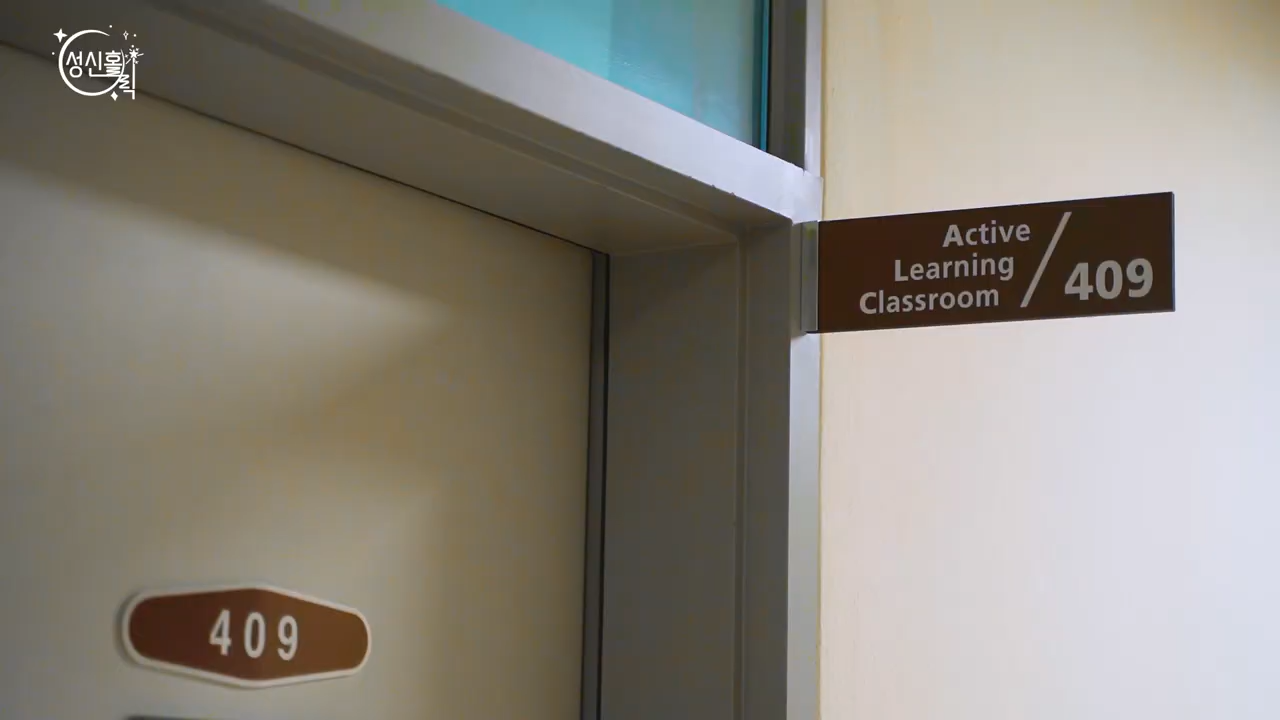 성신홀릭
Active
Learning
Classroom / 409
409